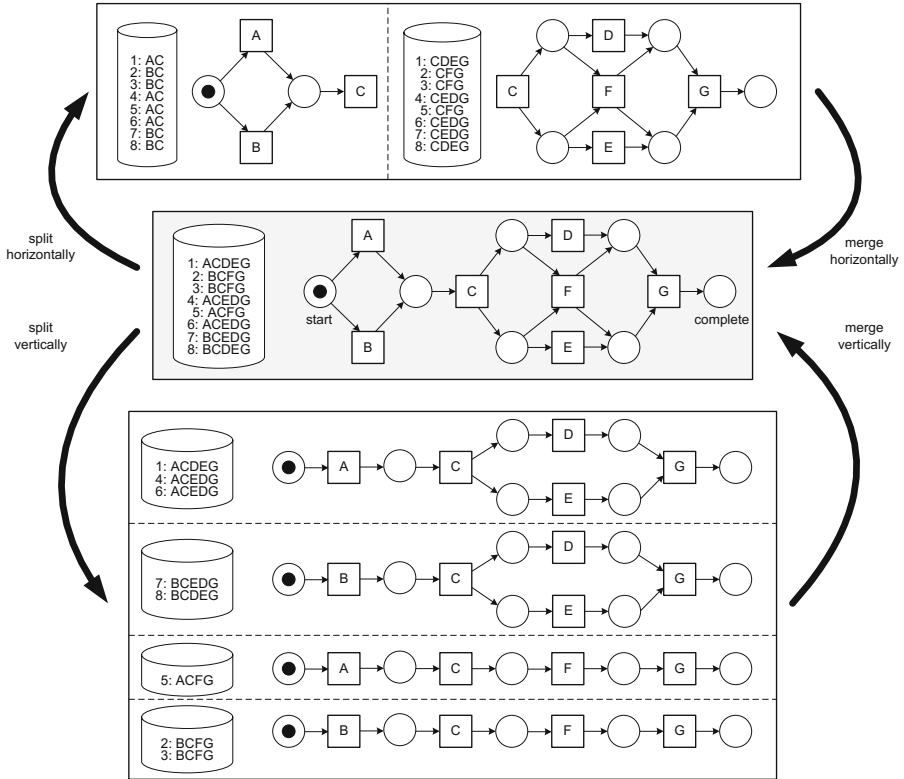 A
1: AC
2: BC
3: BC
4: AC
5: AC
6: AC
7: BC
8: BC
C
B
D
1: CDEG
2: CFG
3: CFG
4: CEDG
5: CFG
6: CEDG
7: CEDG
8: CDEG
C
F
G
E
split
horizontally
merge
horizontally
A
D
1: ACDEG
2: BCFG
3: BCFG
4: ACEDG
5: ACFG
6: ACEDG
7: BCEDG
8: BCDEG
C
F
G
start
complete
B
E
split
vertically
merge
vertically
D
1: ACDEG
4: ACEDG
6: ACEDG
A
C
G
E
D
7: BCEDG
8: BCDEG
B
C
G
E
5: ACFG
A
C
F
G
2: BCFG
3: BCFG
B
C
F
G